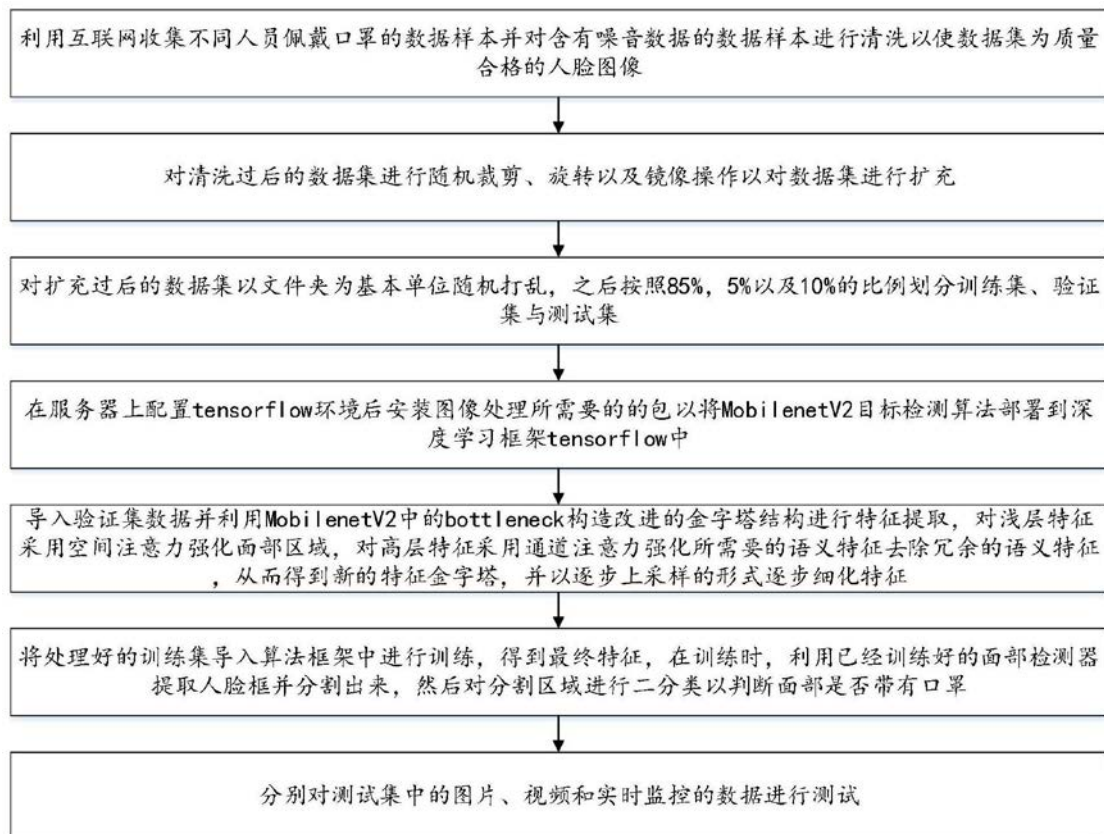 利用互联网收集不同人员佩戴口罩的数据样本并对含有噪音数据的数据样本进行清洗以使数据集为质量
合格的人脸图像
对清洗过后的数据集进行随机裁剪、旋转以及镜像操作以对数据集进行扩充
对扩充过后的数据集以文件夹为基本单位随机打乱，之后按照85%，5%以及10%的比例划分训练集、验证
集与测试集
在服务器上配置tensorflow环境后安装图像处理所需要的的包以将MobilenetV2目标检测算法部署到深
度学习框架tensorflow中
导入验证集数据并利用MobilenetV2中的bottleneck构造改进的金字塔结构进行特征提取，对浅层特征
采用空间注意力强化面部区域，对高层特征采用通道注意力强化所需要的语义特征去除冗余的语义特征
，从而得到新的特征金字塔，并以逐步上采样的形式逐步细化特征
将处理好的训练集导入算法框架中进行训练，得到最终特征，在训练时，利用已经训练好的面部检测器
提取人脸框并分割出来，然后对分割区域进行二分类以判断面部是否带有口罩
分别对测试集中的图片、视频和实时监控的数据进行测试